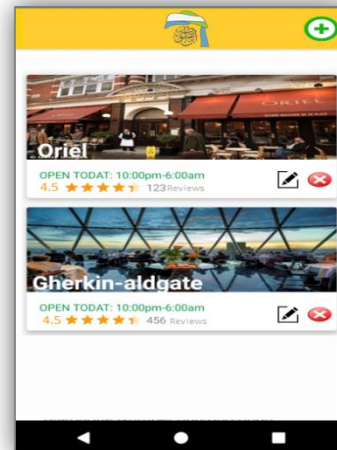 ORIEL
Oriel
OPEN TODAT: 10:00pm-6:00am
4.5 123 Reviews
Gherkin-aldgate
OPEN TODAT: 10:00pm-6:00am
4.5 456 Reviews